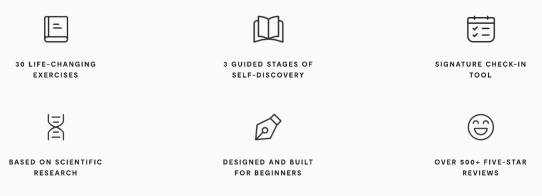 30 LIFE-CHANGING
EXERCISES
3 GUIDED STAGES OF
SELF-DISCOVERY
SIGNATURE CHECK-IN
TOOL
BASED ON SCIENTIFIC
RESEARCH
DESIGNED AND BUILT
FOR BEGINNERS
OVER 500+ FIVE-STAR
REVIEWS